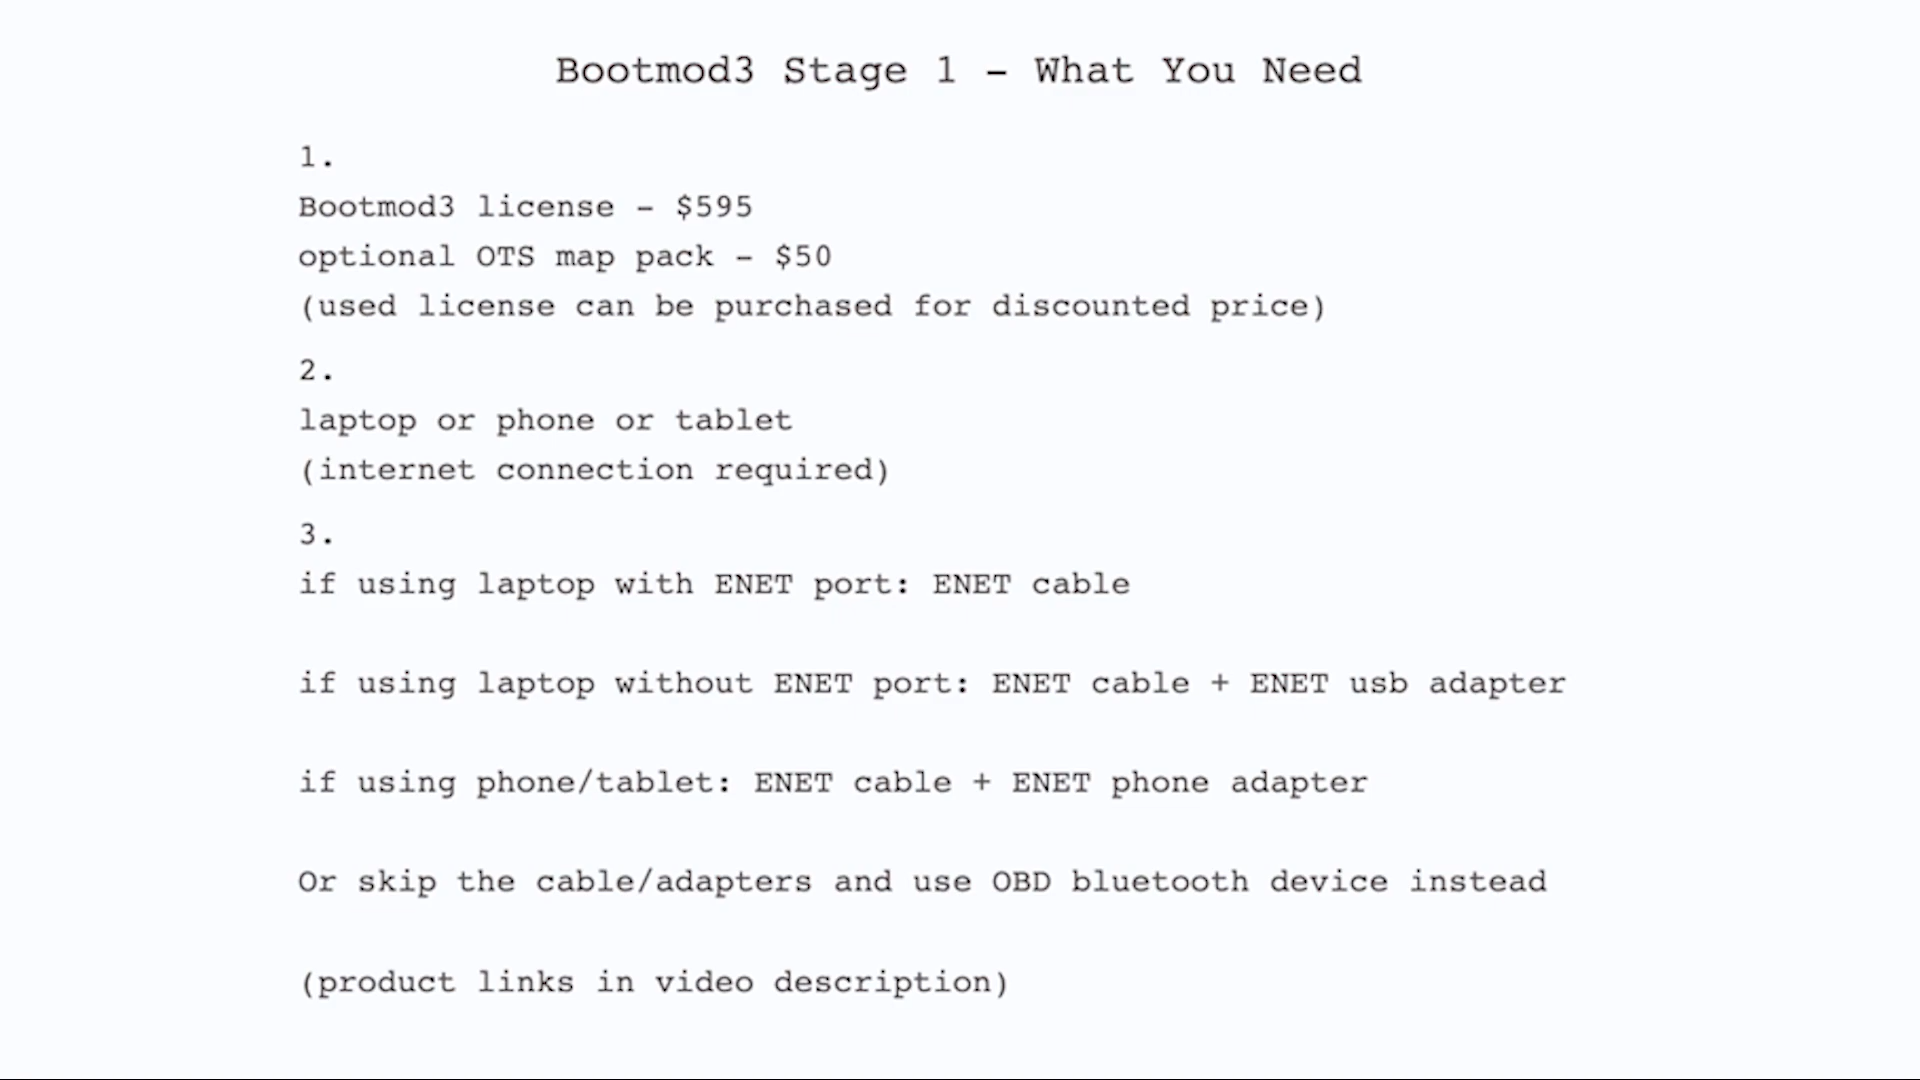 Bootmod3 Stage 1 - What You Need
1.
Bootmod3 license - $595
optional OTS map pack - $50
(used license can be purchased for discounted price)
2.
laptop or phone or tablet
(internet connection required)
3.
if using laptop with ENET port: ENET cable
if using laptop without ENET port: ENET cable + ENET usb adapter
if using phone/tablet: ENET cable + ENET phone adapter
Or skip the cable/adapters and use OBD bluetooth device instead
(product links in video description)